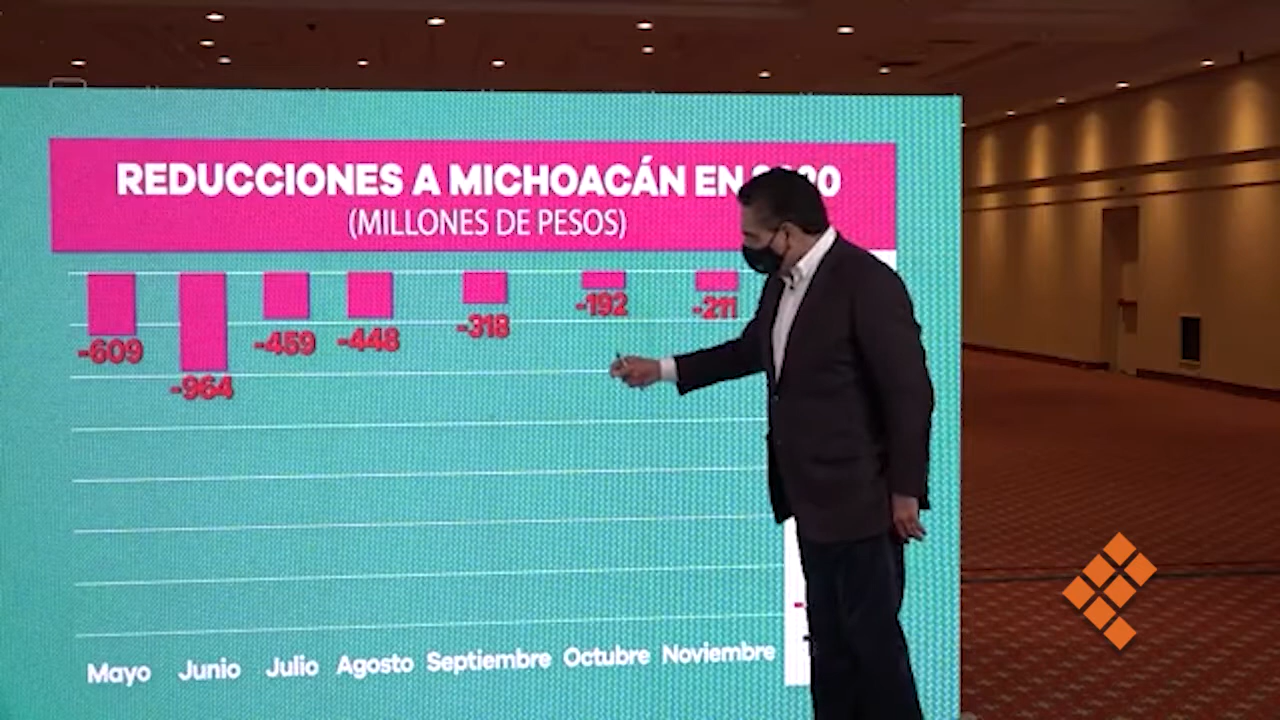 REDUCCIONES A MICHOACÁN EN
(MILLONES DE PESOS)
-609
-964
-459
-448
-318
-192
-211
Mayo Junio Julio Agosto Septiembre Octubre Noviembre